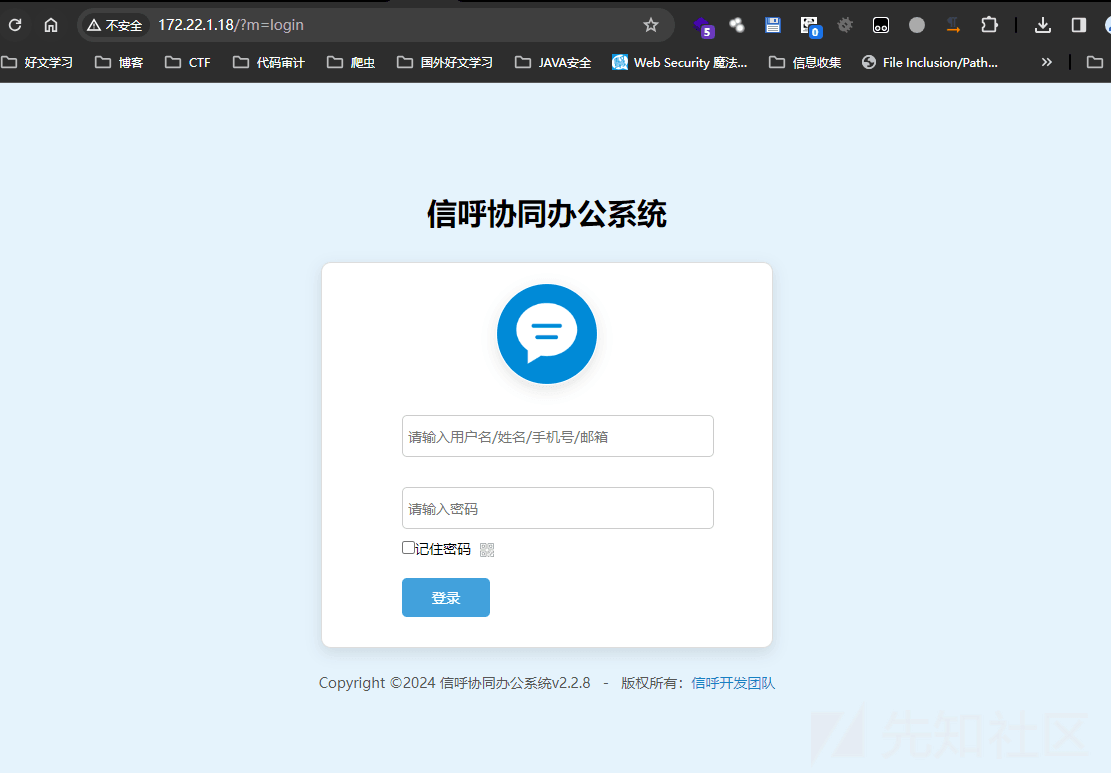 不安全 172.22.1.18/?m=login 5 0
好文学习 博客 CTF 代码审计 爬虫 国外好文学习 JAVA安全 Web Security 魔法... 信息收集 File Inclusion/Path... »
信呼协同办公系统
请输入用户名/姓名/手机号/邮箱
请输入密码
记住密码
登录
Copyright ©2024 信呼协同办公系统v2.2.8 - 版权所有：信呼开发团队
先知社区